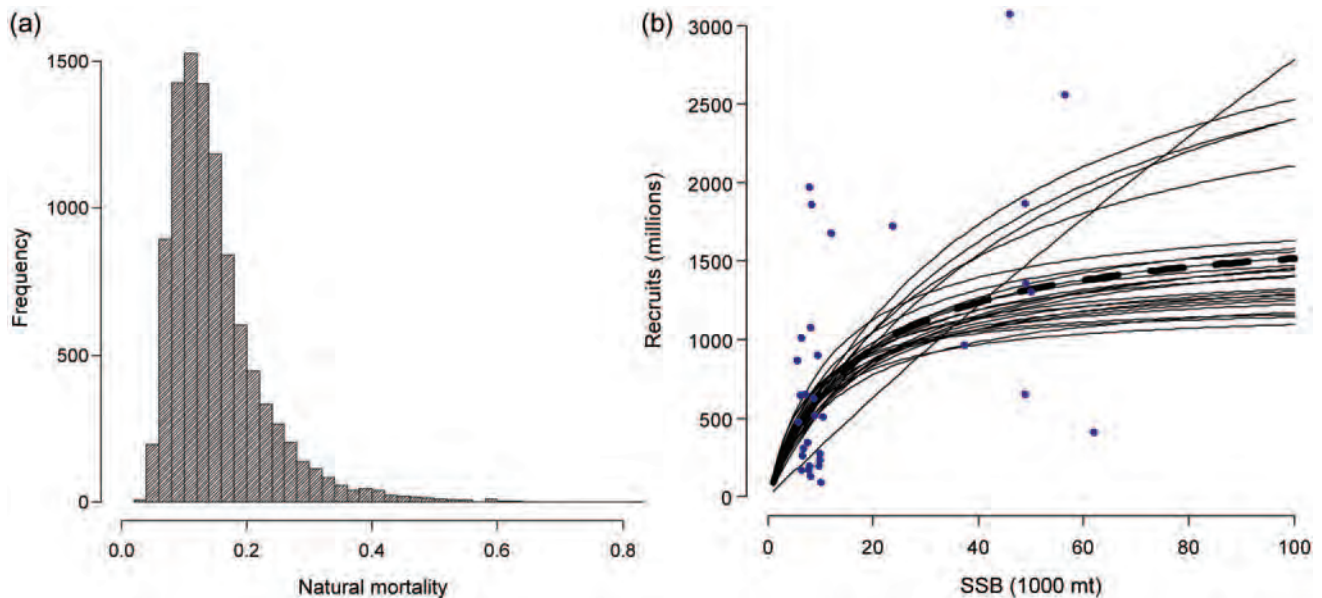 (a)
Frequency
1500
1000
500
0
0.0 0.2 0.4 0.6 0.8
Natural mortality
(b)
Recruits (millions)
3000
2500
2000
1500
1000
500
0
0 20 40 60 80 100
SSB (1000 mt)